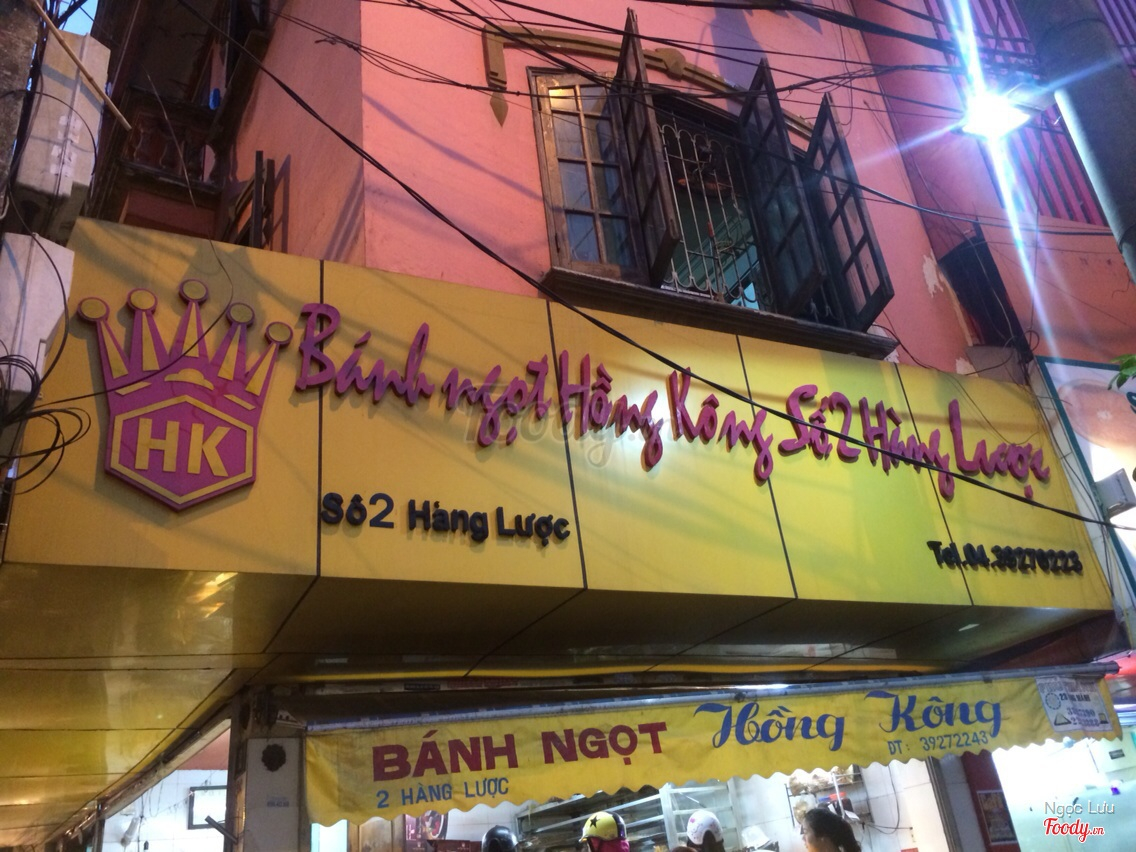 HK
Bánh ngọt Hồng Kông Số 2 Hàng Lược
Số 2 Hàng Lược
Tel.04.39270223
BÁNH NGỌT Hồng Kông
2 HÀNG LƯỢC
ĐT: 39272243
Ngọc Lưu
Foody.vn